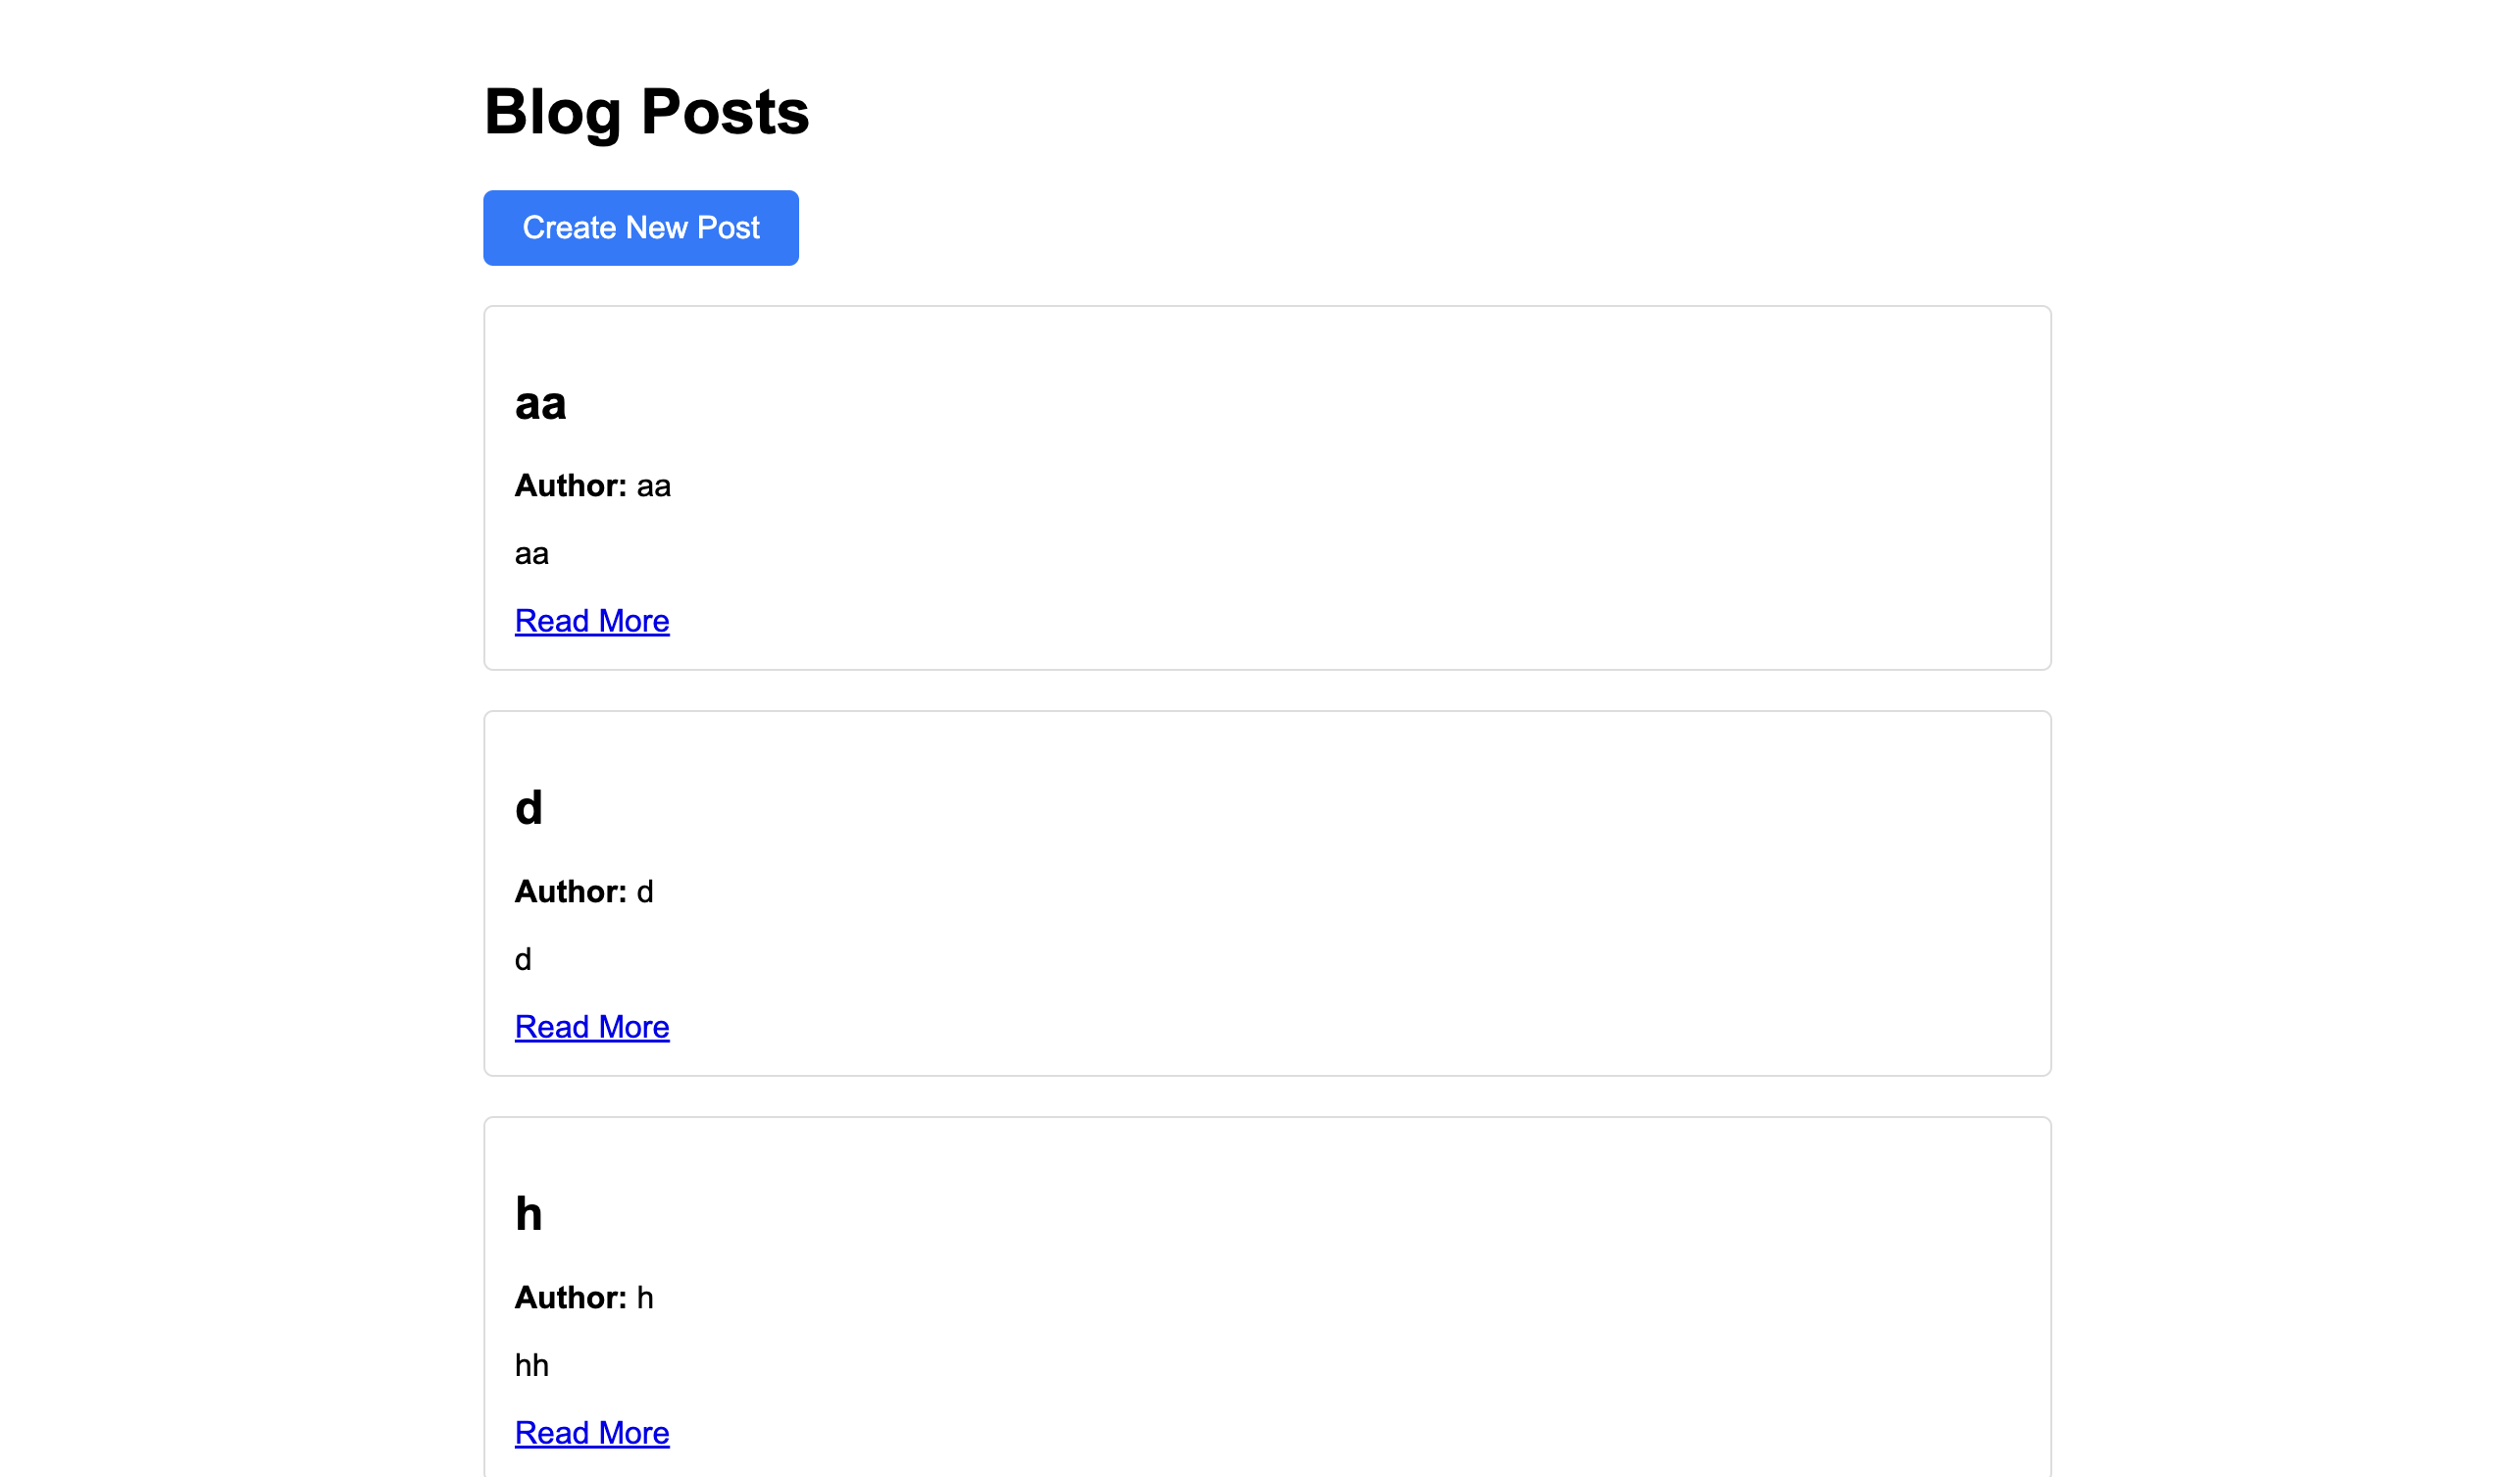 Blog Posts
Create New Post
aa
Author: aa
aa
Read More
d
Author: d
d
Read More
h
Author: h
hh
Read More